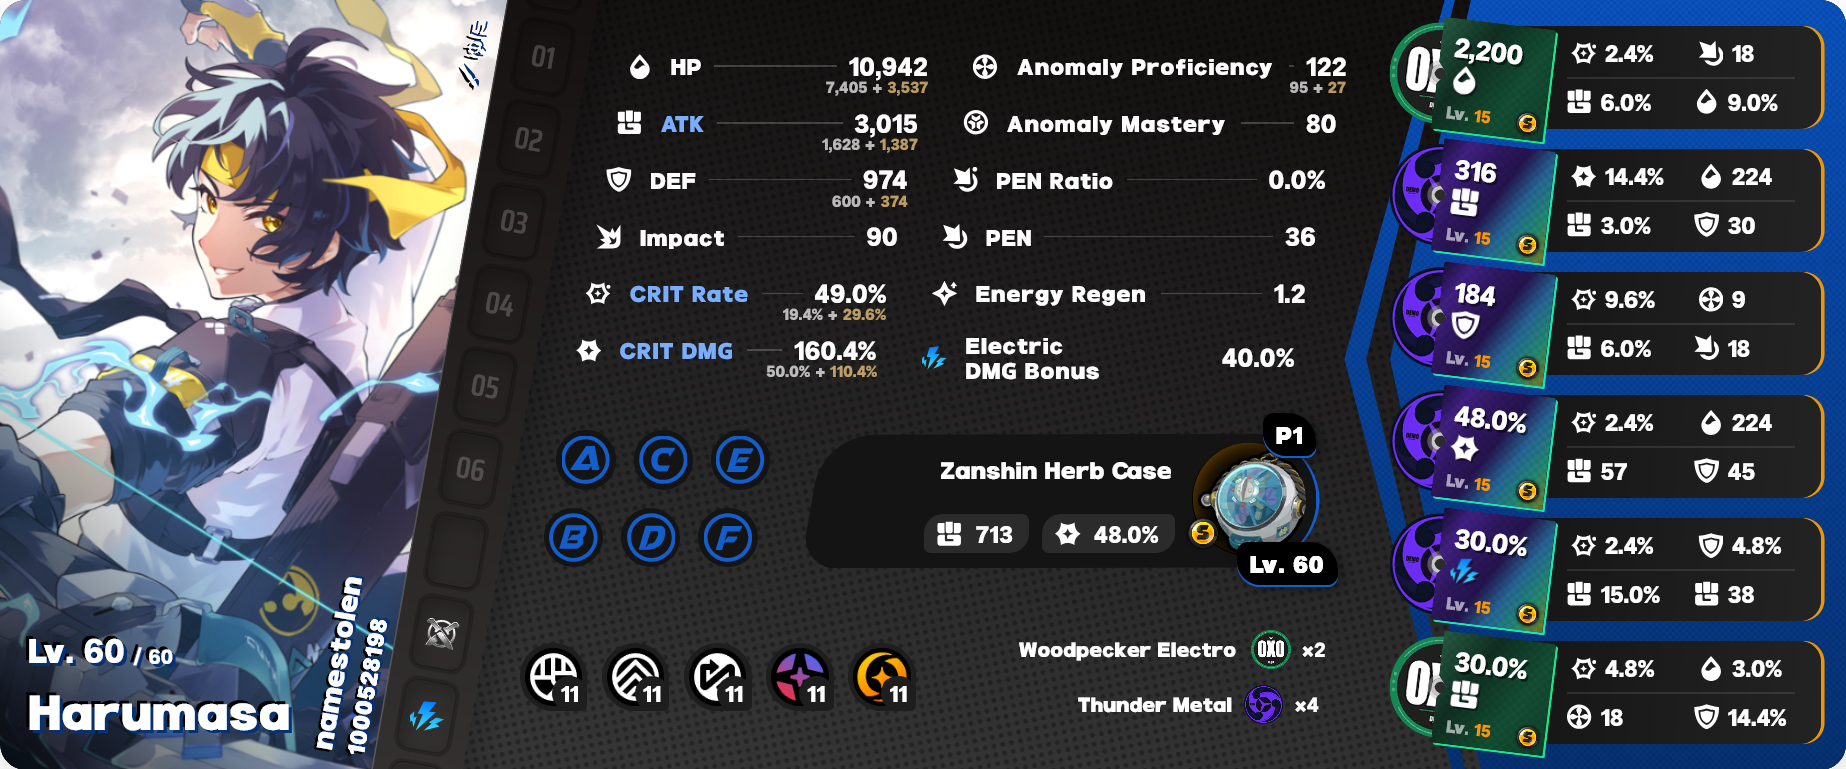 01
02
03
04
05
06
Lv. 60 / 60
Harumasa
namestolen
1000528198
HP 10,942
7,405 + 3,537
ATK 3,015
1,628 + 1,387
DEF 974
600 + 374
Impact 90
CRIT Rate 49.0%
19.4% + 29.6%
CRIT DMG 160.4%
50.0% + 110.4%
Anomaly Proficiency 122
95 + 27
Anomaly Mastery 80
PEN Ratio 0.0%
PEN 36
Energy Regen 1.2
Electric
DMG Bonus 40.0%
A C E
B D F
Zanshin Herb Case
P1
713 48.0%
S
Lv. 60
11 11 11 11 11
Woodpecker Electro OXO ×2
Thunder Metal ×4
2,200
Lv. 15 S
2.4% 18
6.0% 9.0%
316
Lv. 15 S
14.4% 224
3.0% 30
184
Lv. 15 S
9.6% 9
6.0% 18
48.0%
Lv. 15 S
2.4% 224
57 45
30.0%
Lv. 15 S
2.4% 4.8%
15.0% 38
30.0%
Lv. 15 S
4.8% 3.0%
18 14.4%